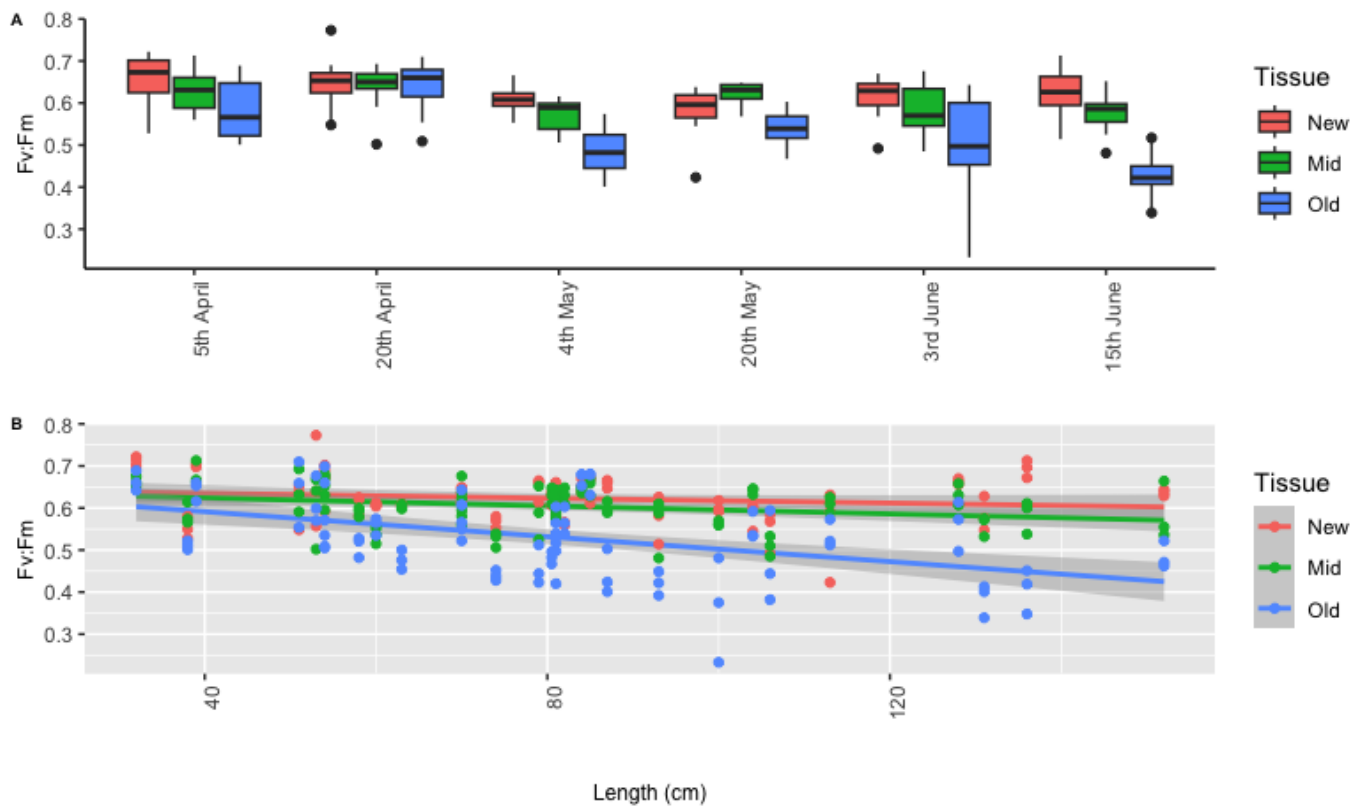 A
Fv:Fm
0.8
0.7
0.6
0.5
0.4
0.3
5th April
20th April
4th May
20th May
3rd June
15th June
Tissue
New
Mid
Old
B
Fv:Fm
0.8
0.7
0.6
0.5
0.4
0.3
40
80
120
Length (cm)
Tissue
New
Mid
Old